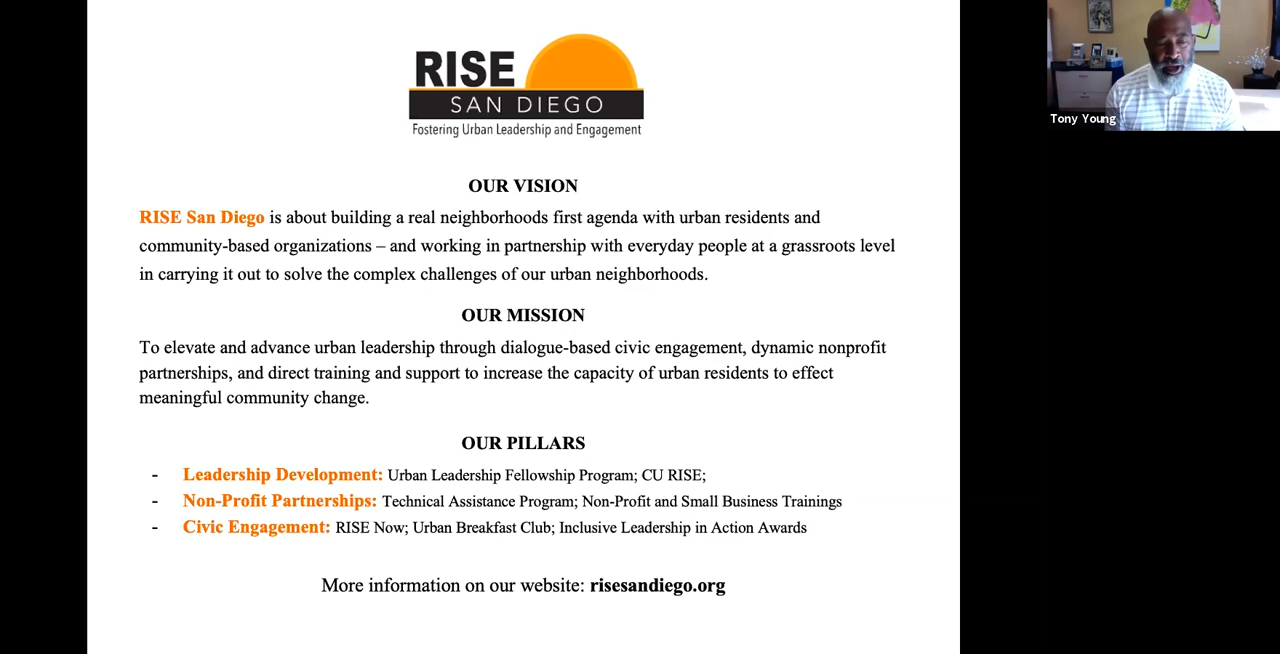 RISE
SAN DIEGO
Fostering Urban Leadership and Engagement
Tony Young
OUR VISION
RISE San Diego is about building a real neighborhoods first agenda with urban residents and
community-based organizations – and working in partnership with everyday people at a grassroots level
in carrying it out to solve the complex challenges of our urban neighborhoods.
OUR MISSION
To elevate and advance urban leadership through dialogue-based civic engagement, dynamic nonprofit
partnerships, and direct training and support to increase the capacity of urban residents to effect
meaningful community change.
OUR PILLARS
- Leadership Development: Urban Leadership Fellowship Program; CU RISE;
- Non-Profit Partnerships: Technical Assistance Program; Non-Profit and Small Business Trainings
- Civic Engagement: RISE Now; Urban Breakfast Club; Inclusive Leadership in Action Awards
More information on our website: risesandiego.org